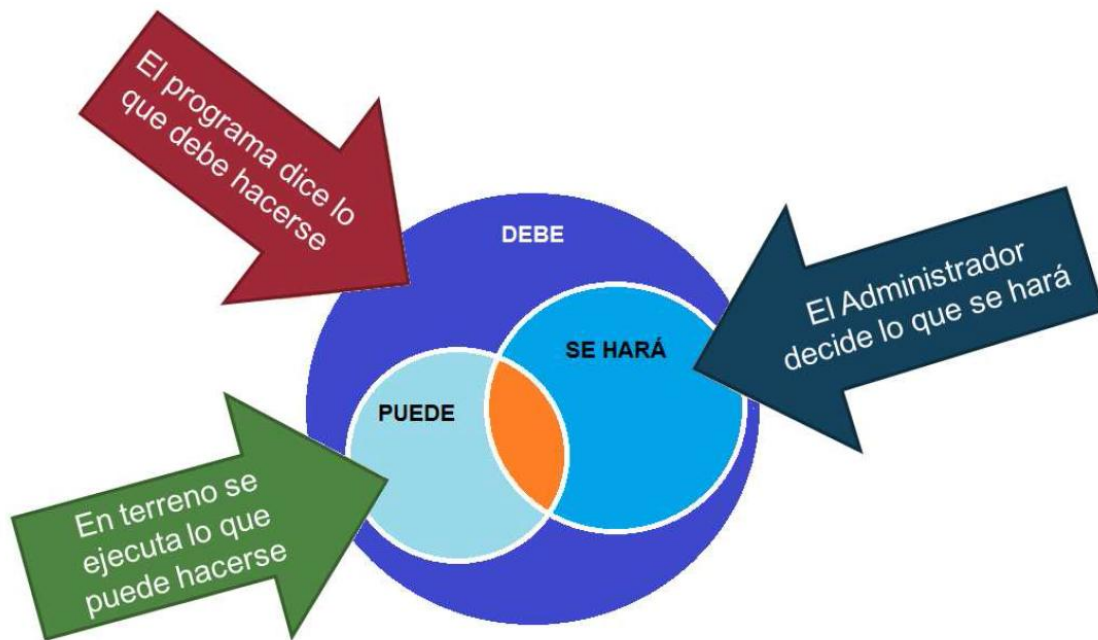 El programa dice lo
que debe hacerse
DEBE
El Administrador
decide lo que se hará
SE HARÁ
PUEDE
En terreno se
ejecuta lo que
puede hacerse